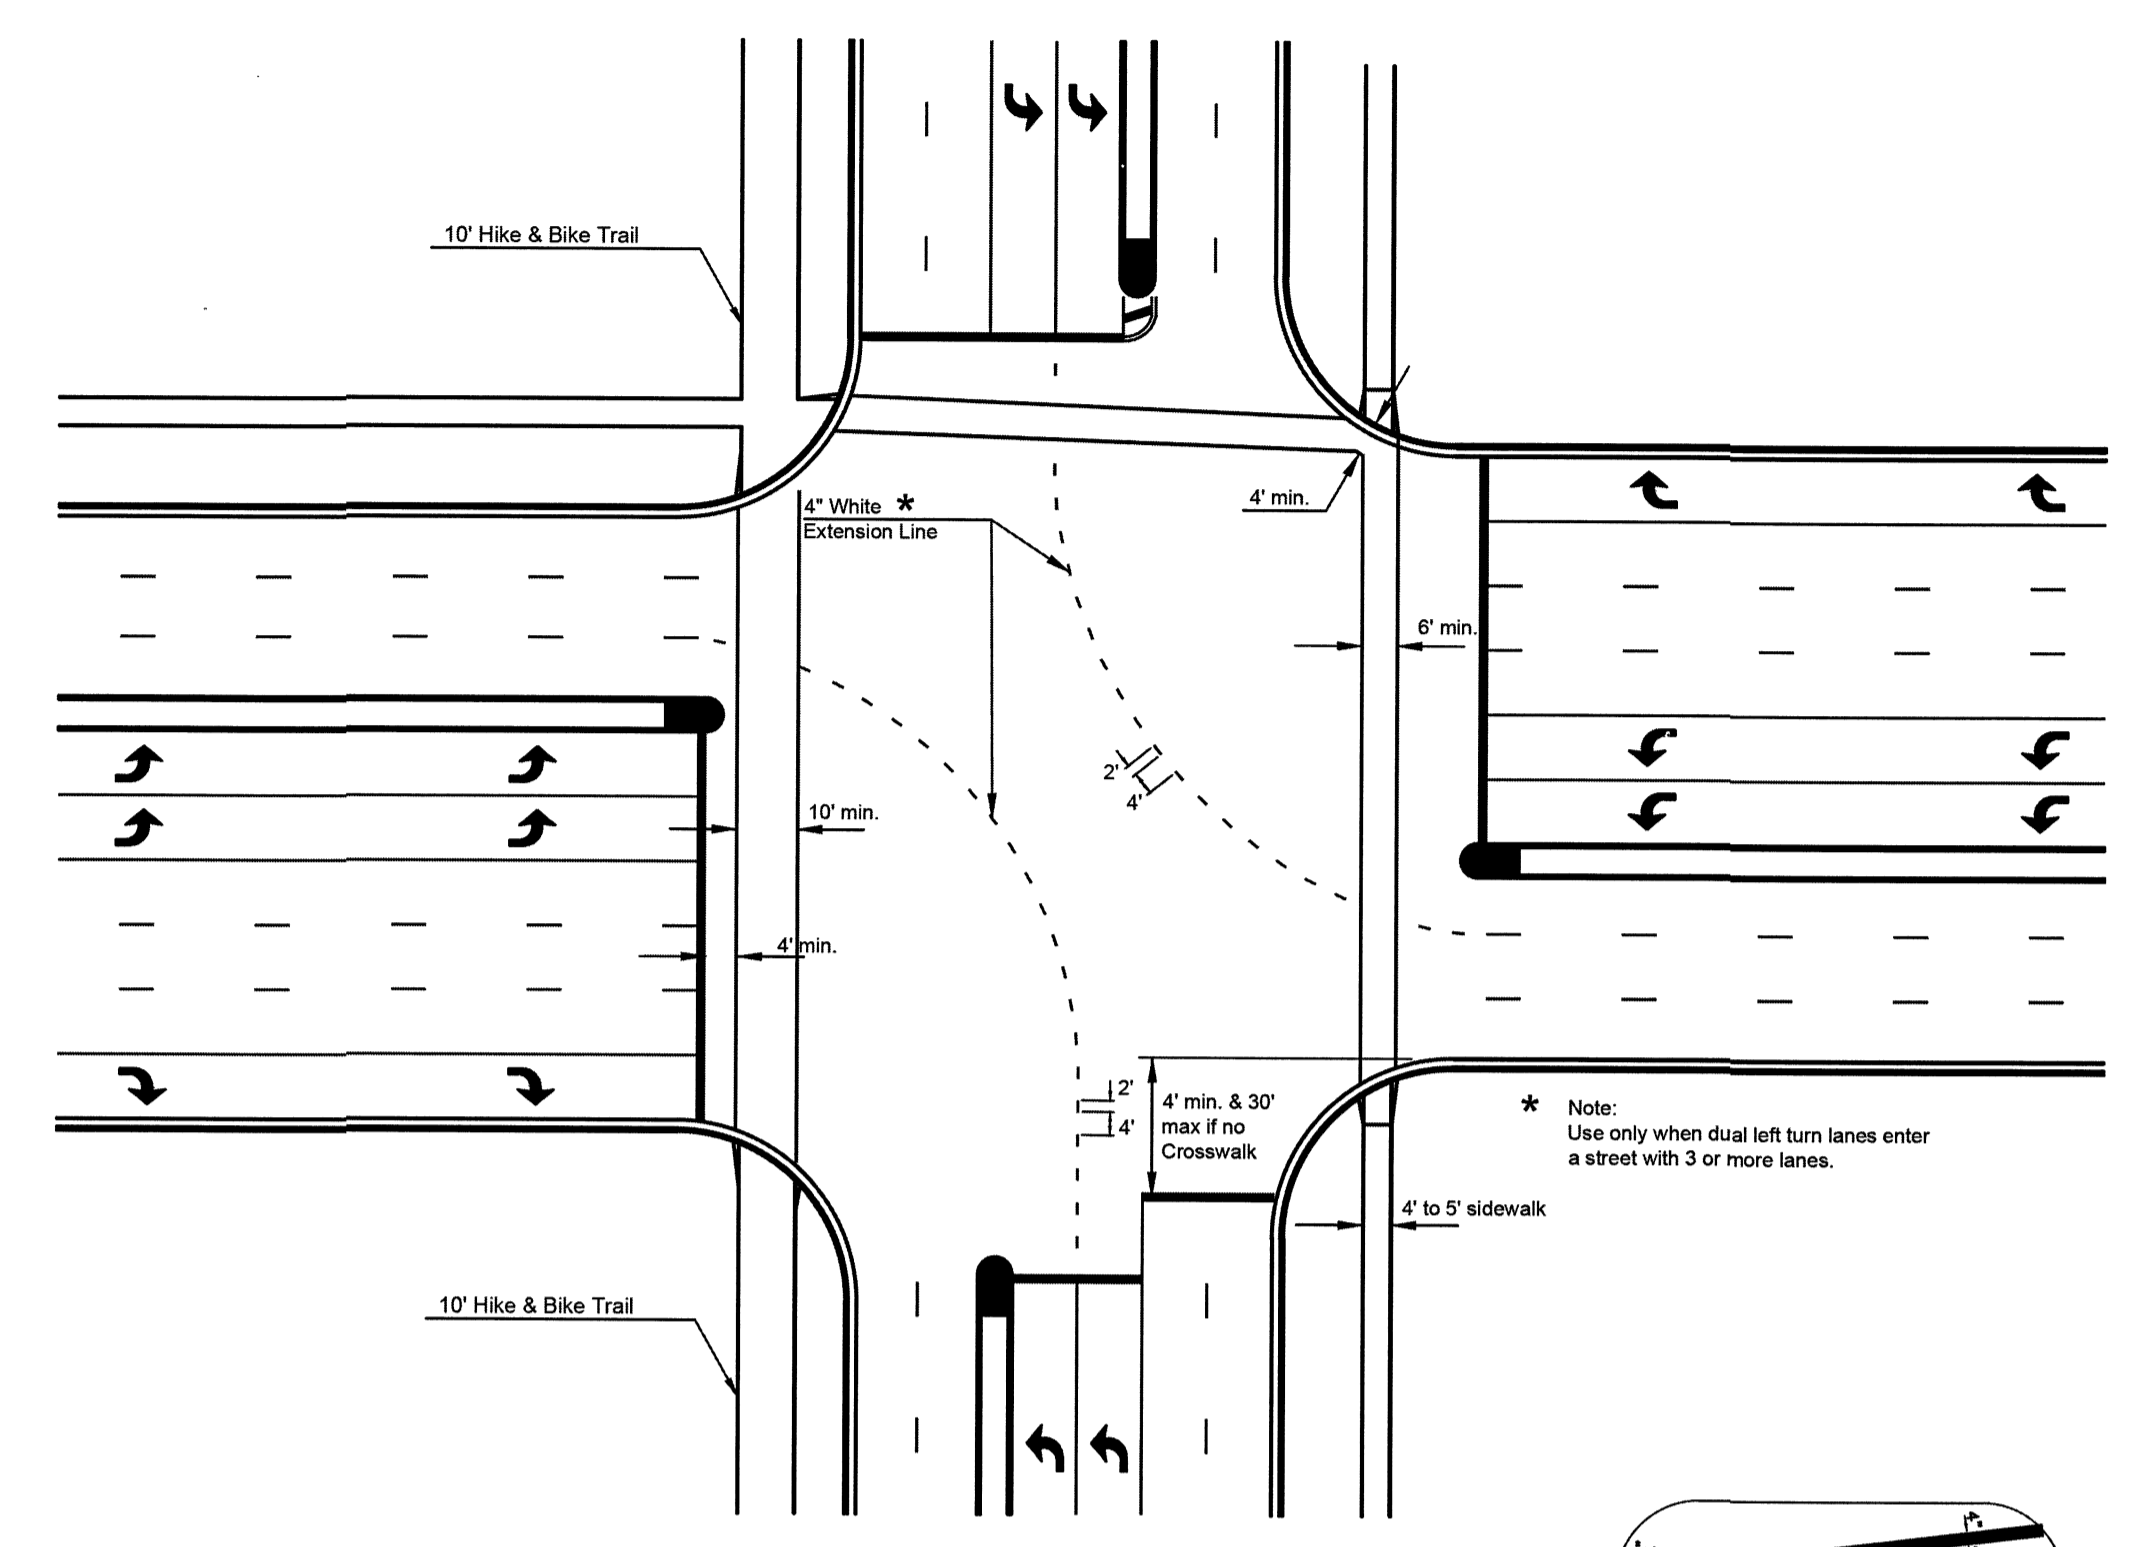 10' Hike & Bike Trail
4" White *
Extension Line
4' min.
6' min.
2'
4'
10' min.
4' min.
2'
4'
4' min. & 30'
max if no
Crosswalk
* Note:
Use only when dual left turn lanes enter
a street with 3 or more lanes.
4' to 5' sidewalk
10' Hike & Bike Trail